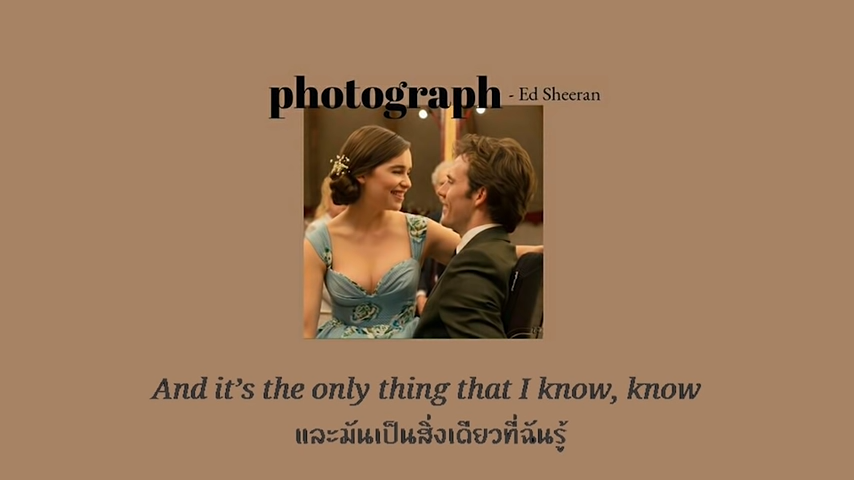 photograph - Ed Sheeran
And it's the only thing that I know, know
และมันเป็นสิ่งเดียวที่ฉันรู้